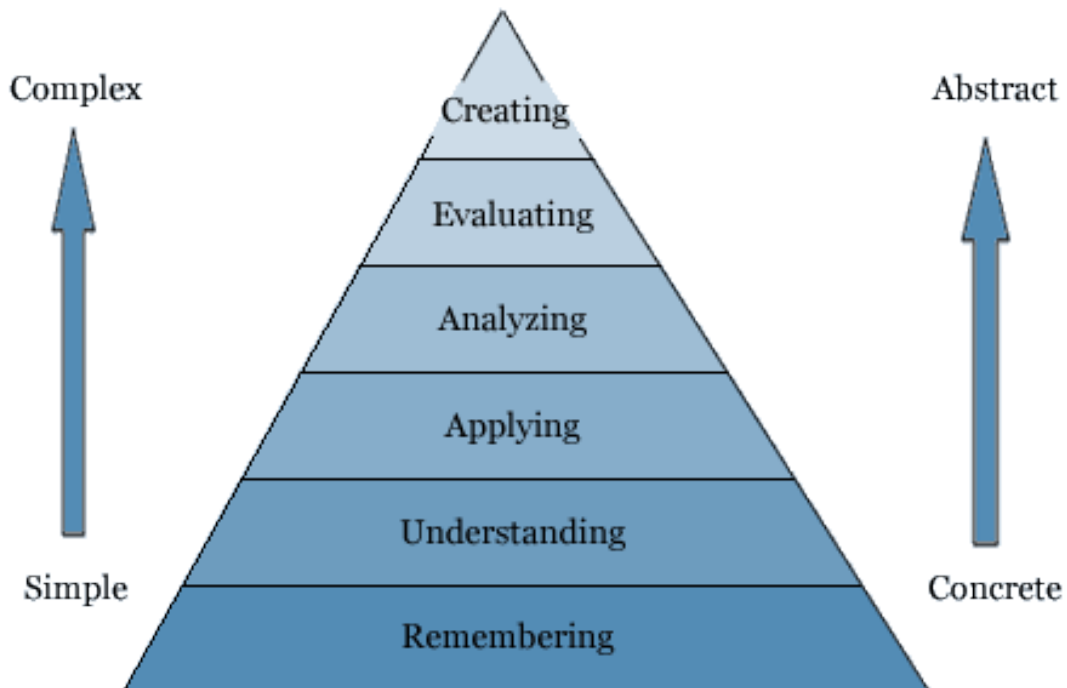 Complex
Abstract
Creating
Evaluating
Analyzing
Applying
Understanding
Simple
Concrete
Remembering